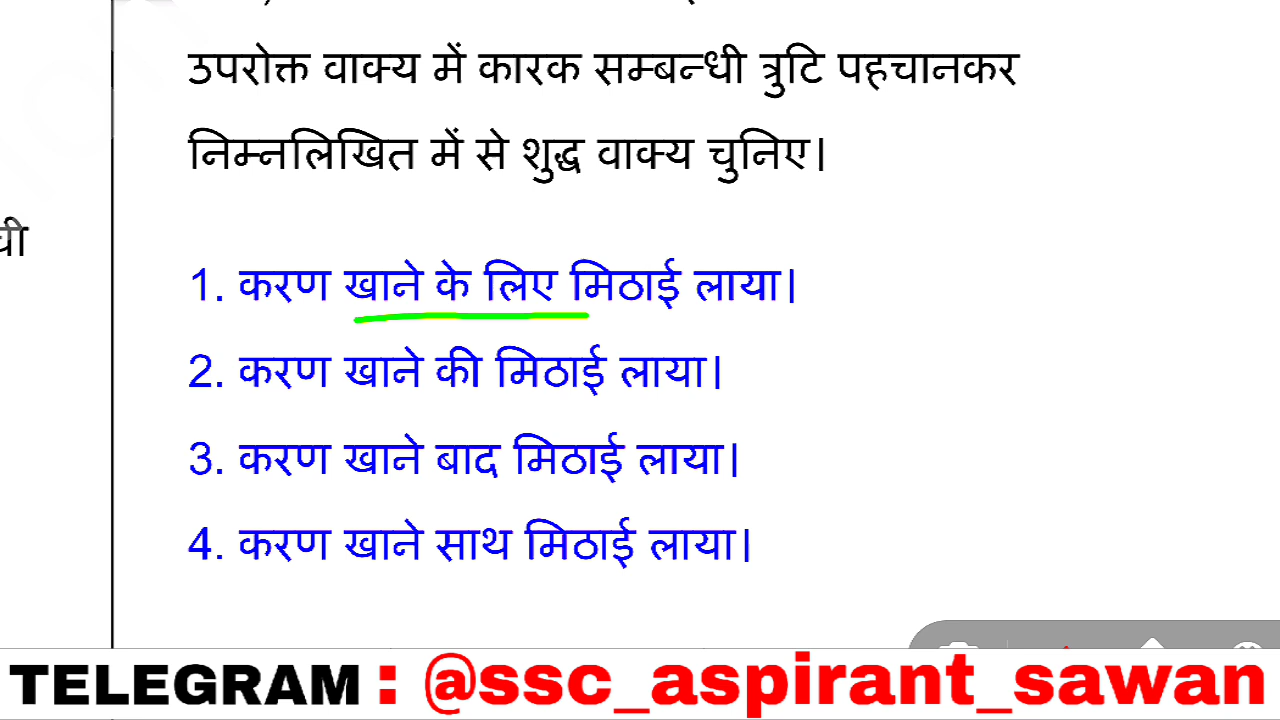 उपरोक्त वाक्य में कारक सम्बन्धी त्रुटि पहचानकर
निम्नलिखित में से शुद्ध वाक्य चुनिए।
1. करण खाने के लिए मिठाई लाया।
2. करण खाने की मिठाई लाया।
3. करण खाने बाद मिठाई लाया।
4. करण खाने साथ मिठाई लाया।
TELEGRAM : @ssc_aspirant_sawan